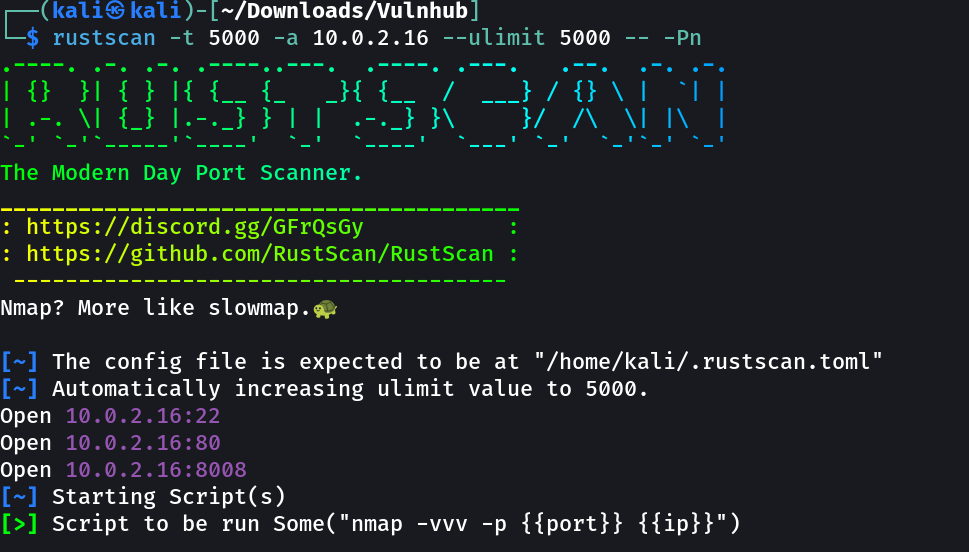 ┌──(kali㉿kali)-[~/Downloads/Vulnhub]
└─$ rustscan -t 5000 -a 10.0.2.16 --ulimit 5000 -- -Pn
.----. .-. .-. .----..---.  .----. .---.   .--.  .-. .-.
| {}  }| { } |{ {__ {_   _}{ {__  /  ___} / {} \ |  `| |
| .-. \| {_} |.-._} } | |  .-._} }\     }/  /\  \| |\  |
`-' `-'`-----'`----'  `-'  `----'  `---' `-'  `-'`-' `-'
The Modern Day Port Scanner.
________________________________________
: https://discord.gg/GFrQsGy           :
: https://github.com/RustScan/RustScan :
 --------------------------------------
Nmap? More like slowmap.🐢
[~] The config file is expected to be at "/home/kali/.rustscan.toml"
[~] Automatically increasing ulimit value to 5000.
Open 10.0.2.16:22
Open 10.0.2.16:80
Open 10.0.2.16:8008
[~] Starting Script(s)
[>] Script to be run Some("nmap -vvv -p {{port}} {{ip}}")